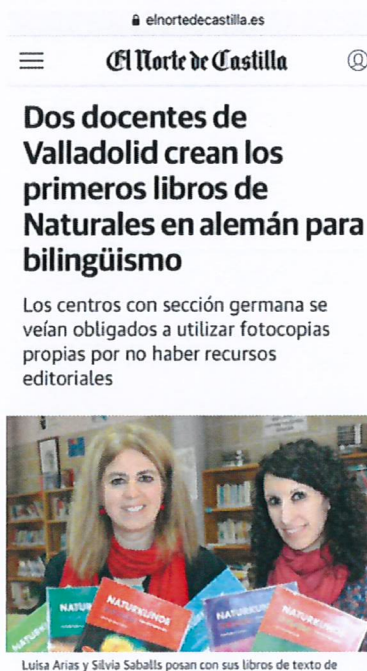 elnortedecastilla.es
El Norte de Castilla
Dos docentes de
Valladolid crean los
primeros libros de
Naturales en alemán para
bilingüismo
Los centros con sección germana se
veían obligados a utilizar fotocopias
propias por no haber recursos
editoriales
NATUR
NATURKUNDE
NATURKUNDE
NATURKUNDE
Luisa Arias y Silvia Saballs posan con sus libros de texto de